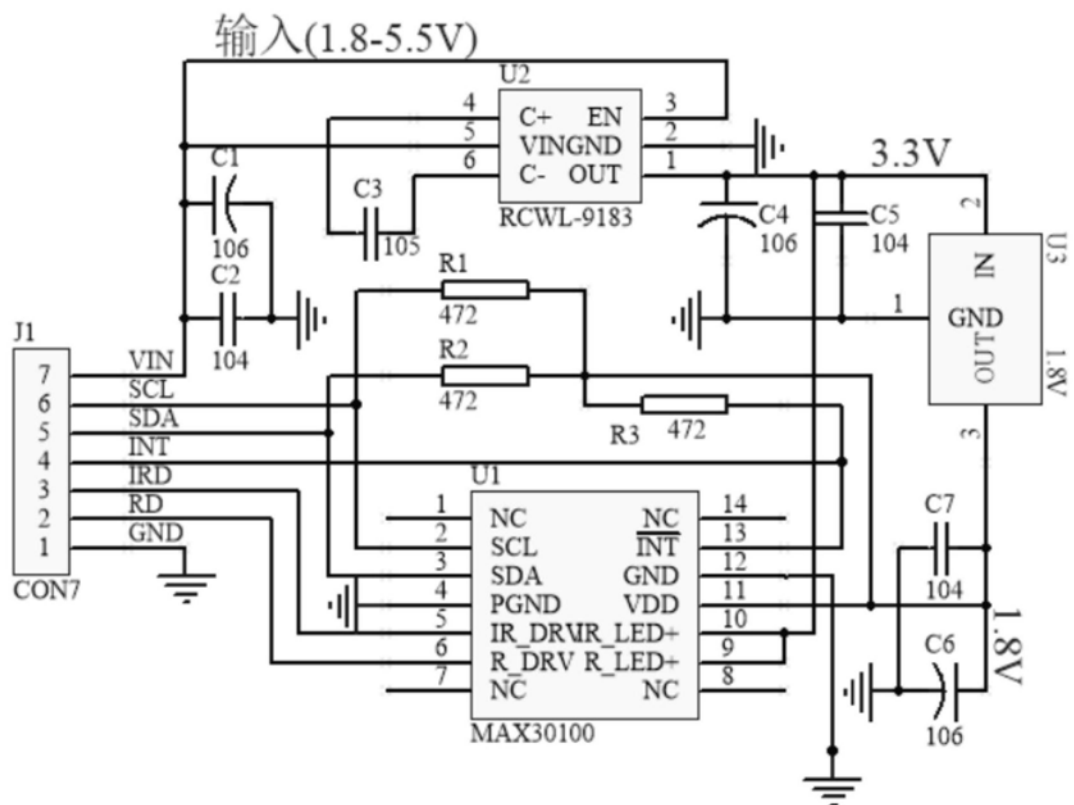 输入(1.8-5.5V)
U2
4 C+ EN 3
5 VIN GND 2
6 C- OUT 1
RCWL-9183
3.3V
C1
106
C2
104
C3
105
C4
106
C5
104
2
U3
IN
1 GND
OUT
1.8V
3
R1
472
R2
472
R3
472
J1
7 VIN
6 SCL
5 SDA
4 INT
3 IRD
2 RD
1 GND
CON7
U1
1 NC NC 14
2 SCL INT 13
3 SDA GND 12
4 PGND VDD 11
5 IR_DRV IR_LED+ 10
6 R_DRV R_LED+ 9
7 NC NC 8
MAX30100
C7
104
1.8V
C6
106